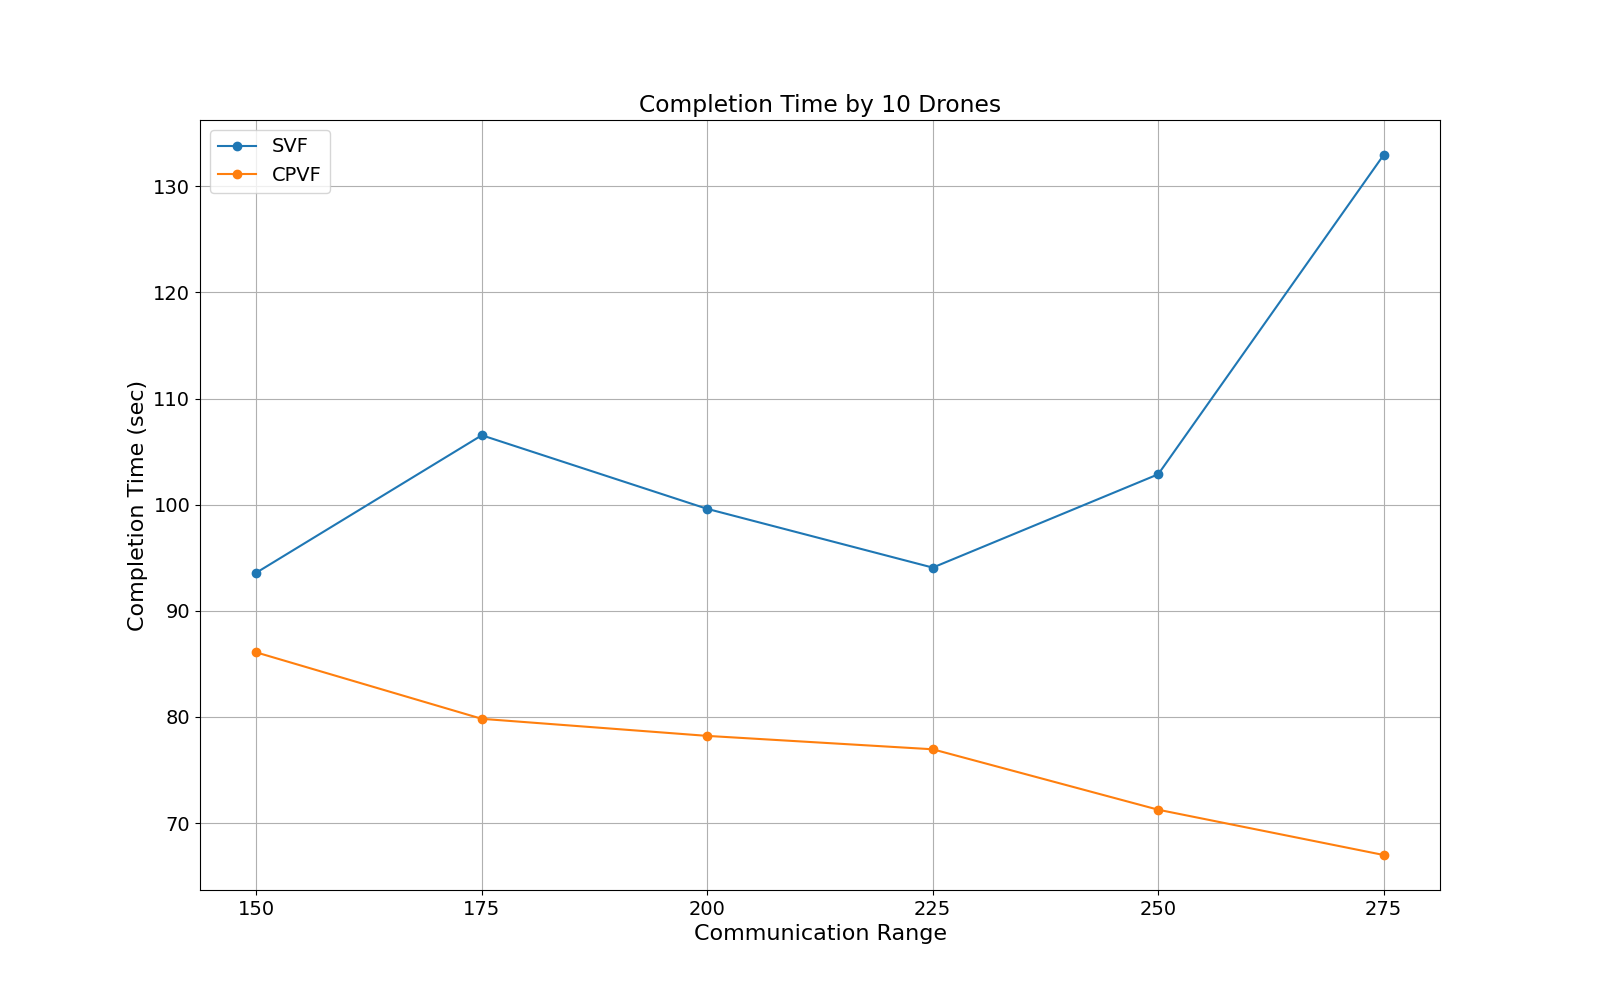 Completion Time by 10 Drones
SVF
CPVF
130
120
110
100
90
80
70
Completion Time (sec)
150 175 200 225 250 275
Communication Range